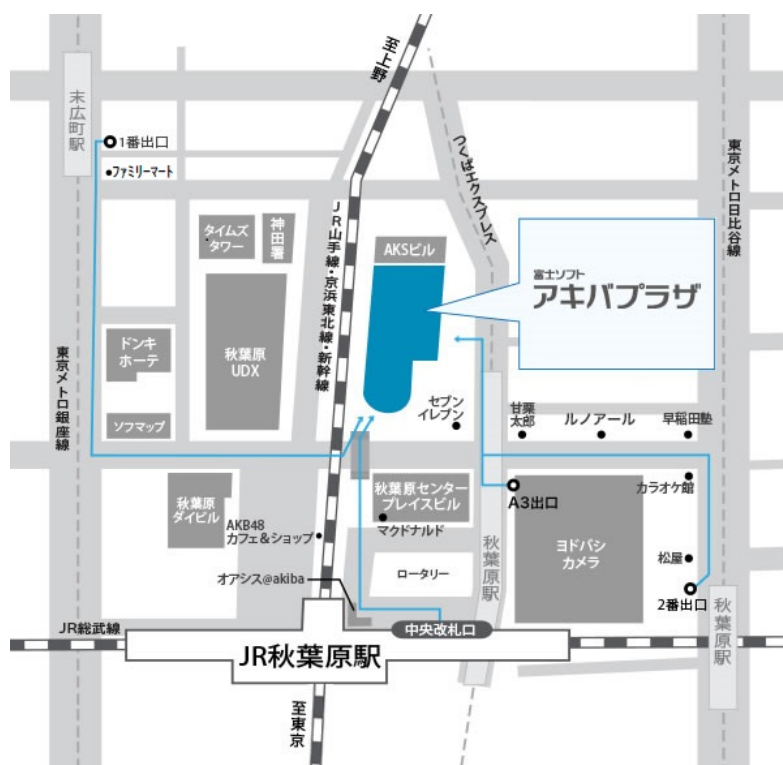 至上野
末広町駅
1番出口
ファミリーマート
つくばエクスプレス
東京メトロ日比谷線
タイムズ
タワー
神田署
JR山手線・京浜東北線・新幹線
AKSビル
富士ソフト
アキバプラザ
ドンキ
ホーテ
秋葉原
UDX
東京メトロ銀座線
ソフマップ
セブン
イレブン
甘栗
太郎
ルノアール
早稲田塾
秋葉原
ダイビル
AKB48
カフェ&ショップ
秋葉原センター
プレイスビル
マクドナルド
A3出口
カラオケ館
ヨドバシ
カメラ
秋葉原駅
松屋
オアシス@akiba
ロータリー
2番出口
秋葉原駅
JR総武線
中央改札口
JR秋葉原駅
至東京